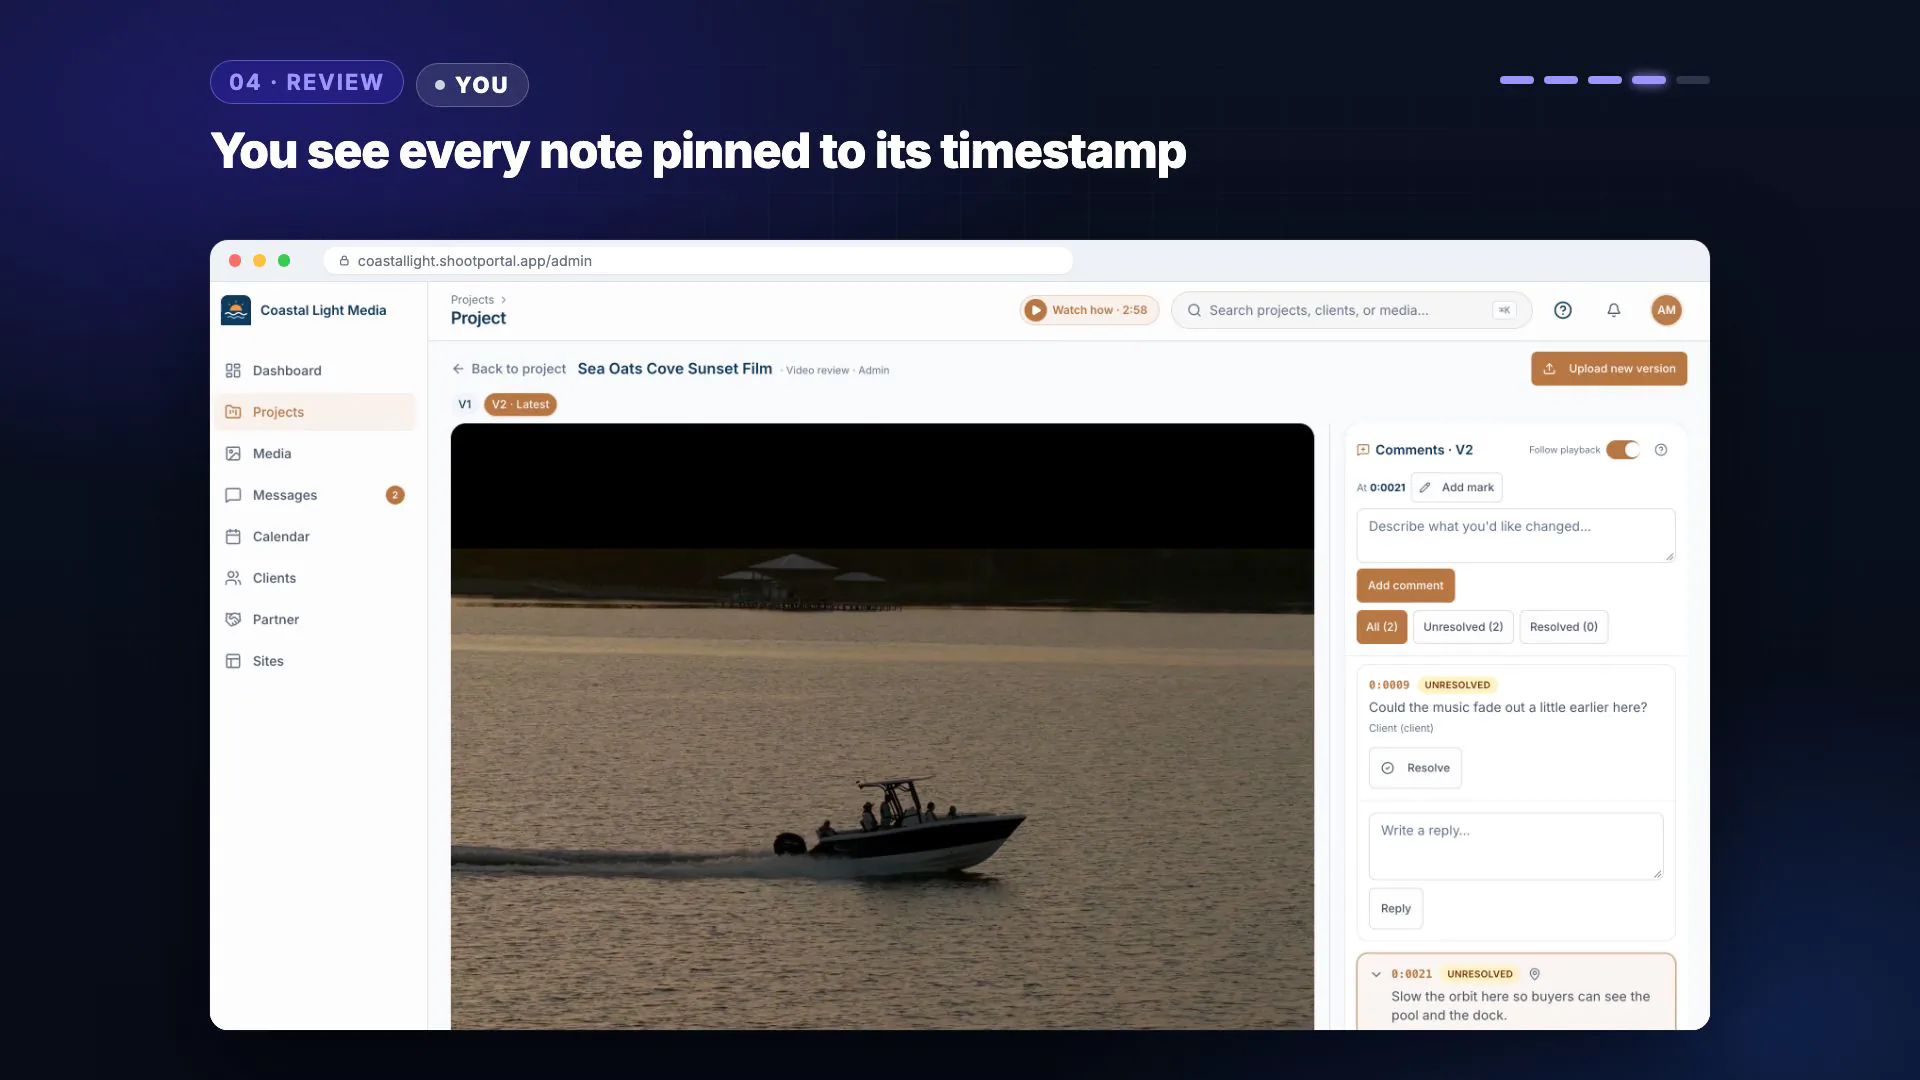 04 · REVIEW
YOU
You see every note pinned to its timestamp
coastallight.shootportal.app/admin
Coastal Light Media
Dashboard
Projects
Media
Messages
2
Calendar
Clients
Partner
Sites
Projects
Project
Watch how · 2:58
Search projects, clients, or media...
⌘K
AM
Back to project
Sea Oats Cove Sunset Film
· Video review · Admin
Upload new version
V1
V2 · Latest
Comments · V2
Follow playback
At 0:0021
Add mark
Describe what you'd like changed...
Add comment
All (2)
Unresolved (2)
Resolved (0)
0:0009 UNRESOLVED
Could the music fade out a little earlier here?
Client (client)
Resolve
Write a reply...
Reply
0:0021 UNRESOLVED
Slow the orbit here so buyers can see the
pool and the dock.